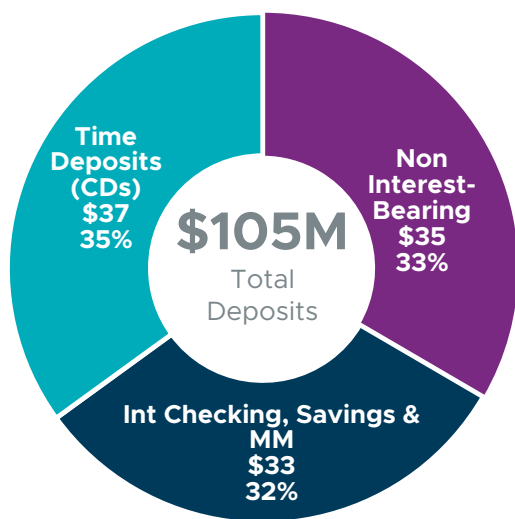 Time
Deposits
(CDs)
$37
35%
Non
Interest-
Bearing
$35
33%
$105M
Total
Deposits
Int Checking, Savings &
MM
$33
32%